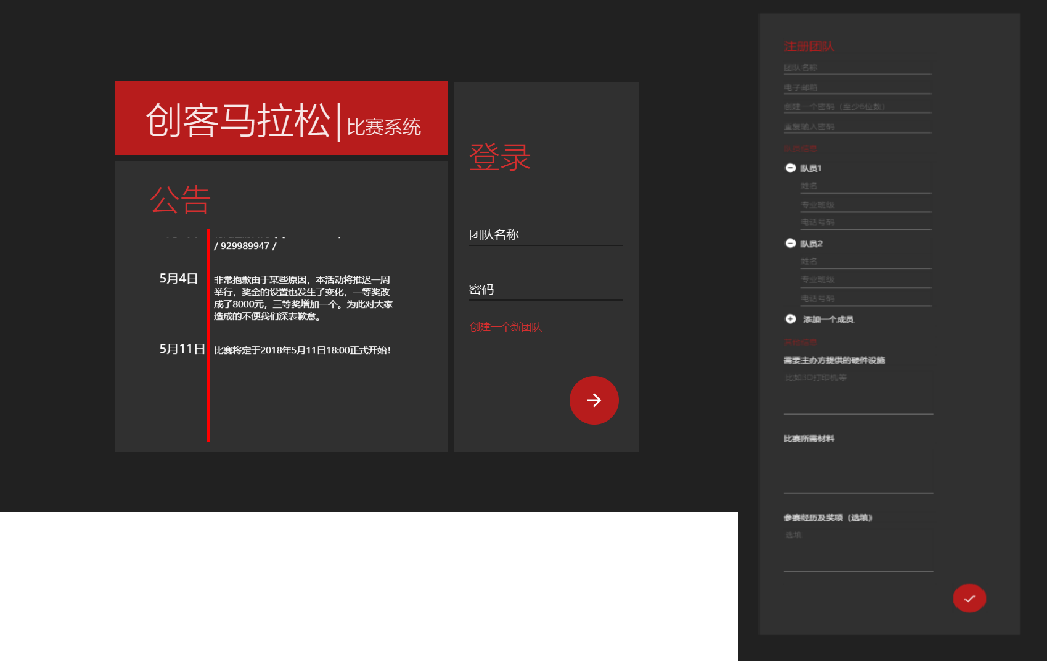 创客马拉松|比赛系统
公告
/ 929989947 /
5月4日
非常抱歉由于某些原因，本活动将推迟一周
举行，奖金的设置也发生了变化，一等奖改
成了8000元，三等奖增加一个。为此对大家
造成的不便我们深表歉意。
5月11日
比赛将定于2018年5月11日18:00正式开始!
登录
团队名称
密码
创建一个新团队
注册团队
团队名称
电子邮箱
创建一个密码（至少6位数）
重复输入密码
队员1
姓名
专业班级
电话号码
队员2
姓名
专业班级
电话号码
添加一个成员
需要主办方提供的硬件设施
比如3D打印机等
比赛所需材料
参赛经历及奖项（选填）
选填